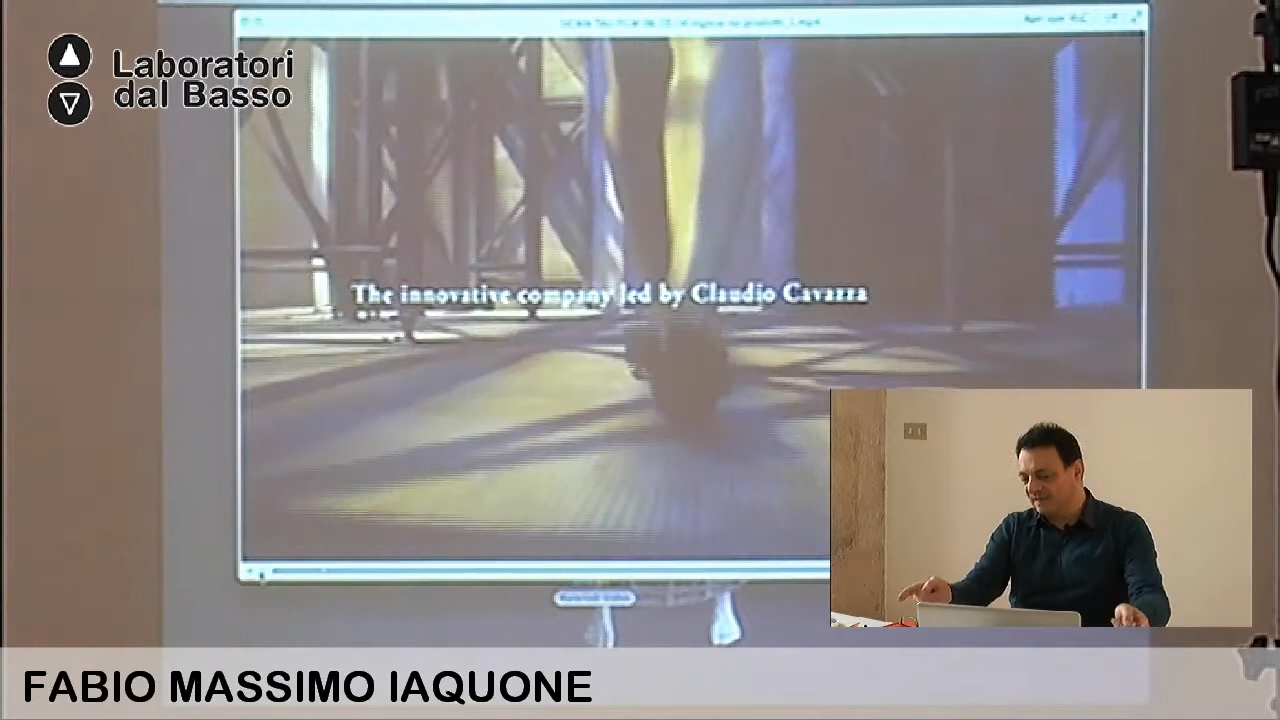 Laboratori
dal Basso
The innovative company led by Claudio Cavazza
FABIO MASSIMO IAQUONE